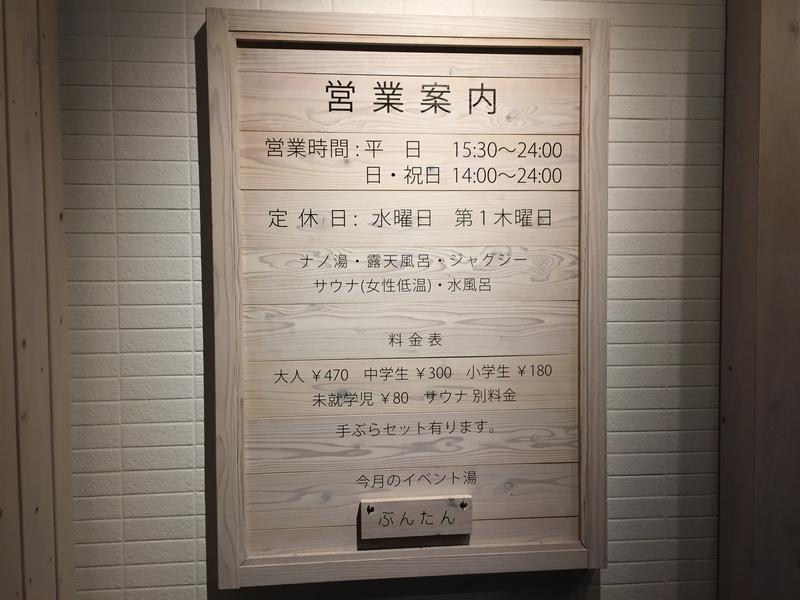 営業案内
営業時間:平　日　15:30〜24:00
日・祝日 14:00〜24:00
定休日: 水曜日　第1木曜日
ナノ湯・露天風呂・ジャグジー
サウナ(女性低温)・水風呂
料金表
大人 ¥470　中学生 ¥300　小学生 ¥180
未就学児 ¥80　サウナ 別料金
手ぶらセット有ります。
今月のイベント湯
ぶんたん